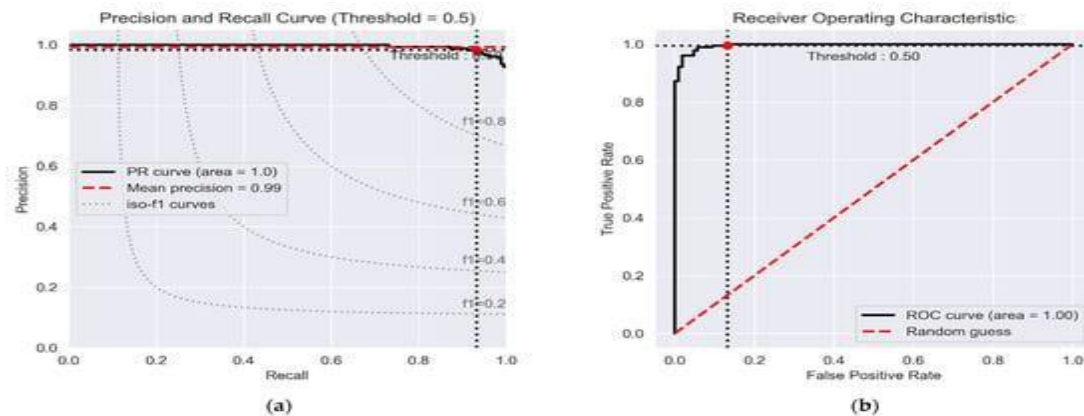 Precision and Recall Curve (Threshold = 0.5)
1.0
0.8
0.6
0.4
0.2
0.0
Precision
Threshold :
f1=0.8
f1=0.6
f1=0.4
f1=0.2
PR curve (area = 1.0)
Mean precision = 0.99
iso-f1 curves
0.0 0.2 0.4 0.6 0.8 1.0
Recall
(a)
Receiver Operating Characteristic
1.0
0.8
0.6
0.4
0.2
0.0
True Positive Rate
Threshold : 0.50
ROC curve (area = 1.00)
Random guess
0.0 0.2 0.4 0.6 0.8 1.0
False Positive Rate
(b)